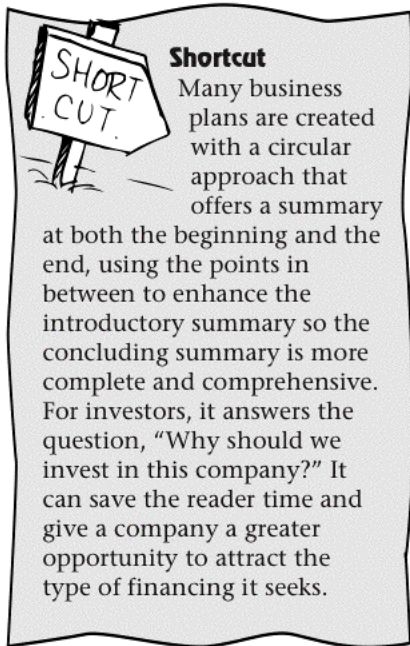 SHORT
CUT.
Shortcut
Many business
plans are created
with a circular
approach that
offers a summary
at both the beginning and the
end, using the points in
between to enhance the
introductory summary so the
concluding summary is more
complete and comprehensive.
For investors, it answers the
question, “Why should we
invest in this company?” It
can save the reader time and
give a company a greater
opportunity to attract the
type of financing it seeks.